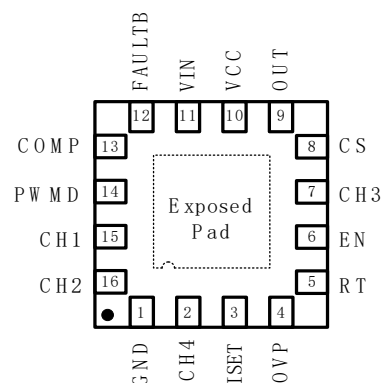 FAULTB
VIN
VCC
OUT
12
11
10
9
COMP 13
8 CS
PWMD 14
7 CH3
Exposed
Pad
CH1 15
6 EN
CH2 16
5 RT
1
2
3
4
GND
CH4
ISET
OVP